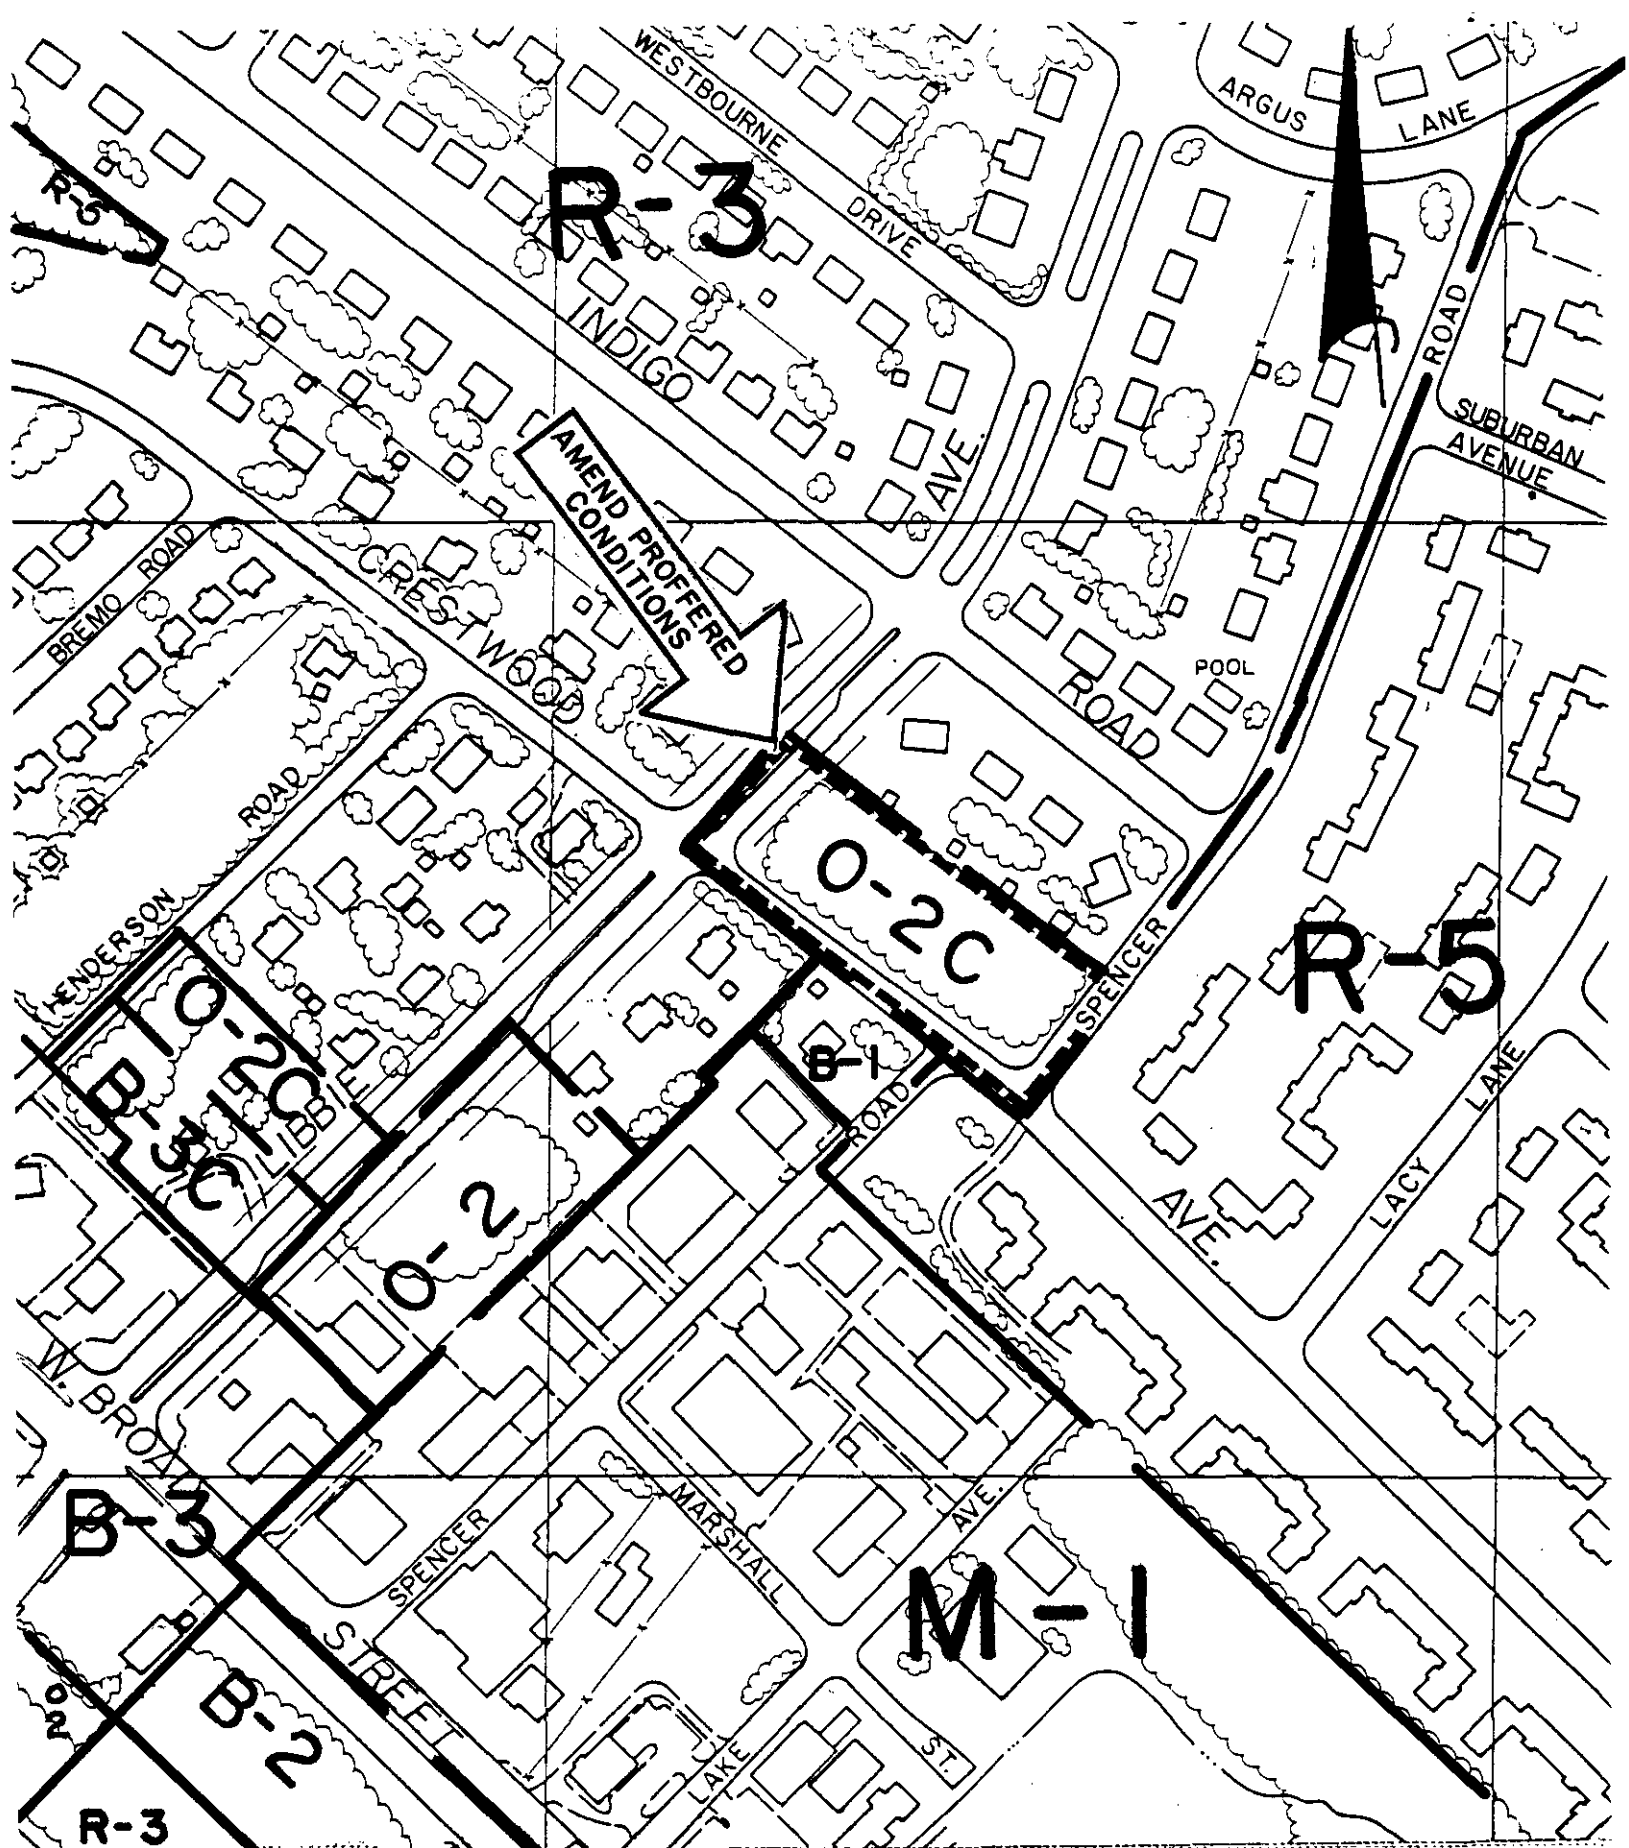 WESTBOURNE
DRIVE
ARGUS
LANE
R-3
INDIGO
AVE.
ROAD
SUBURBAN
AVENUE
AMEND PROFFERED
CONDITIONS
BREMO ROAD
CRESTWOOD
POOL
ROAD
HENDERSON ROAD
O-2C
SPENCER
R-5
O-2C
B-3C
B-1
ROAD
LACY LANE
AVE.
O-2
W. BROAD
STREET
B-3
SPENCER
MARSHALL
ST.
AVE.
LAKE
M-1
O
2
B-2
R-3